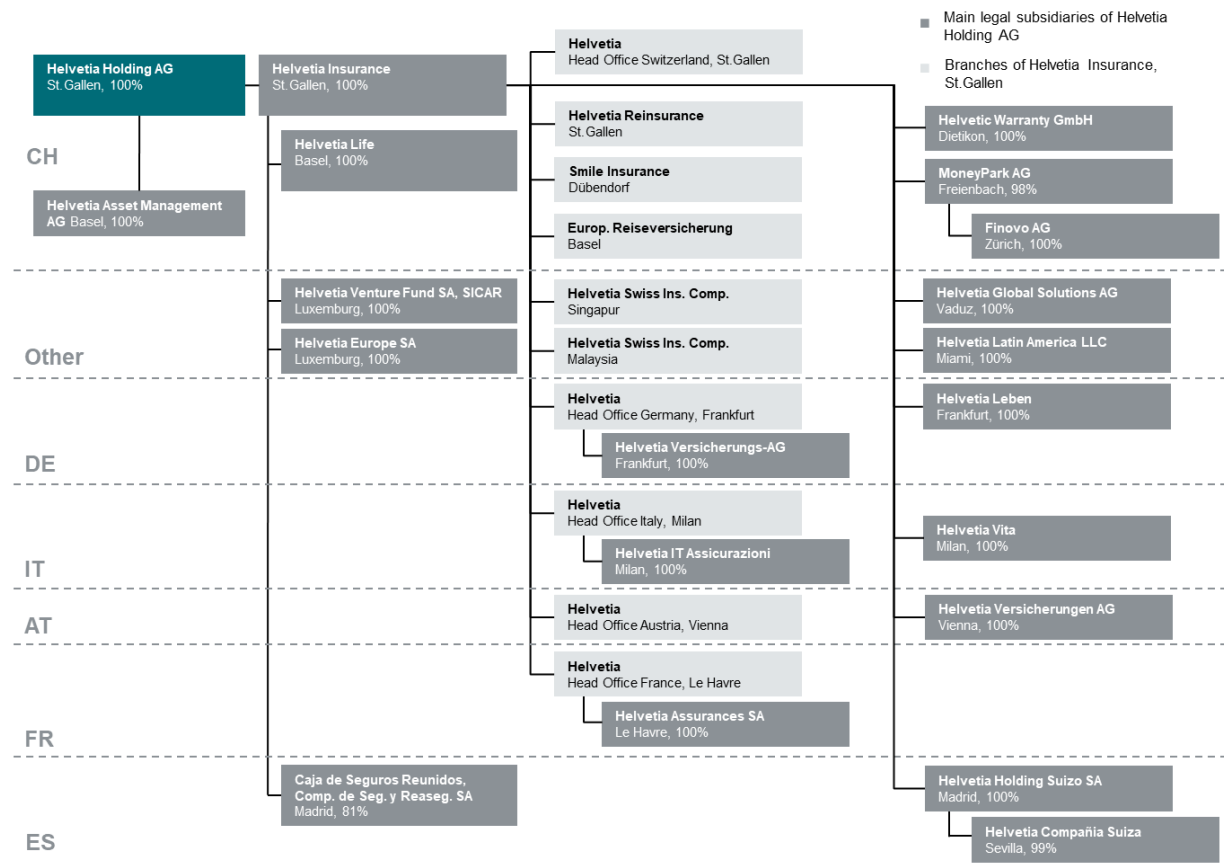 Main legal subsidiaries of Helvetia
Holding AG
Branches of Helvetia Insurance,
St.Gallen
Helvetia Holding AG
St.Gallen, 100%
Helvetia Insurance
St.Gallen, 100%
Helvetia
Head Office Switzerland, St.Gallen
CH
Helvetia Asset Management
AG Basel, 100%
Helvetia Life
Basel, 100%
Helvetia Reinsurance
St.Gallen
Smile Insurance
Dübendorf
Europ. Reiseversicherung
Basel
Helvetic Warranty GmbH
Dietikon, 100%
MoneyPark AG
Freienbach, 98%
Finovo AG
Zürich, 100%
Other
Helvetia Venture Fund SA, SICAR
Luxemburg, 100%
Helvetia Europe SA
Luxemburg, 100%
Helvetia Swiss Ins. Comp.
Singapur
Helvetia Swiss Ins. Comp.
Malaysia
Helvetia Global Solutions AG
Vaduz, 100%
Helvetia Latin America LLC
Miami, 100%
DE
Helvetia
Head Office Germany, Frankfurt
Helvetia Versicherungs-AG
Frankfurt, 100%
Helvetia Leben
Frankfurt, 100%
IT
Helvetia
Head Office Italy, Milan
Helvetia IT Assicurazioni
Milan, 100%
Helvetia Vita
Milan, 100%
AT
Helvetia
Head Office Austria, Vienna
Helvetia Versicherungen AG
Vienna, 100%
FR
Helvetia
Head Office France, Le Havre
Helvetia Assurances SA
Le Havre, 100%
ES
Caja de Seguros Reunidos,
Comp. de Seg. y Reaseg. SA
Madrid, 81%
Helvetia Holding Suizo SA
Madrid, 100%
Helvetia Compañia Suiza
Sevilla, 99%